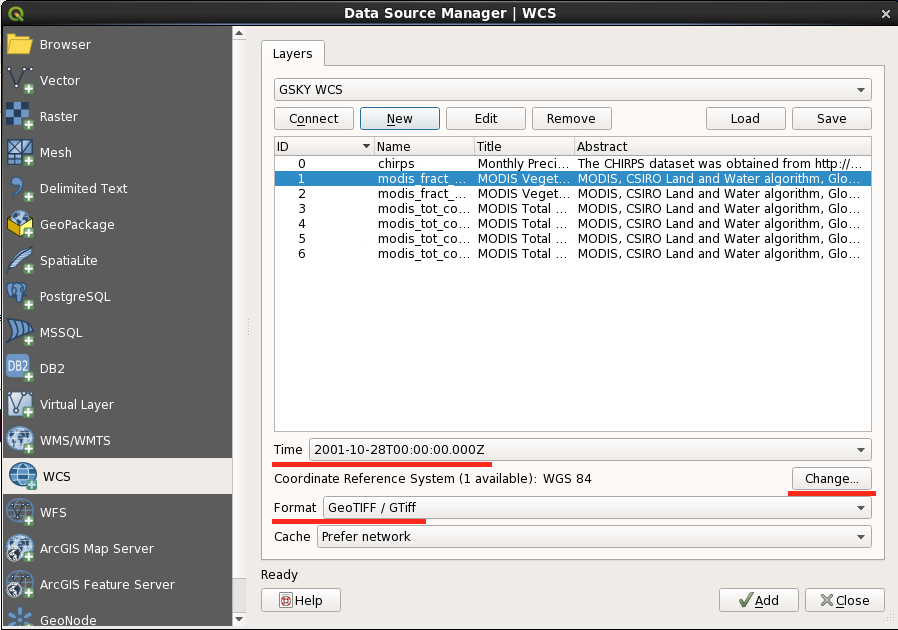 Data Source Manager | WCS
Browser
Vector
Raster
Mesh
Delimited Text
GeoPackage
SpatiaLite
PostgreSQL
MSSQL
DB2
DB2
Virtual Layer
WMS/WMTS
WCS
WFS
ArcGIS Map Server
ArcGIS Feature Server
GeoNode
Layers
GSKY WCS
Connect New Edit Remove Load Save
ID Name Title Abstract
0 chirps Monthly Preci... The CHIRPS dataset was obtained from http://...
1 modis_fract_... MODIS Veget... MODIS, CSIRO Land and Water algorithm, Glo...
2 modis_fract_... MODIS Veget... MODIS, CSIRO Land and Water algorithm, Glo...
3 modis_tot_co... MODIS Total ... MODIS, CSIRO Land and Water algorithm, Glo...
4 modis_tot_co... MODIS Total ... MODIS, CSIRO Land and Water algorithm, Glo...
5 modis_tot_co... MODIS Total ... MODIS, CSIRO Land and Water algorithm, Glo...
6 modis_tot_co... MODIS Total ... MODIS, CSIRO Land and Water algorithm, Glo...
Time 2001-10-28T00:00:00.000Z
Coordinate Reference System (1 available): WGS 84 Change...
Format GeoTIFF / GTiff
Cache Prefer network
Ready
Help Add Close